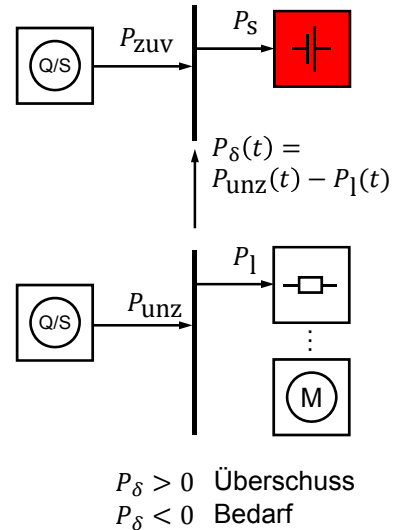 P_zuv
P_S
Q/S
P_δ(t) =
P_unz(t) − P_l(t)
P_l
P_unz
Q/S
M
P_δ > 0 Überschuss
P_δ < 0 Bedarf